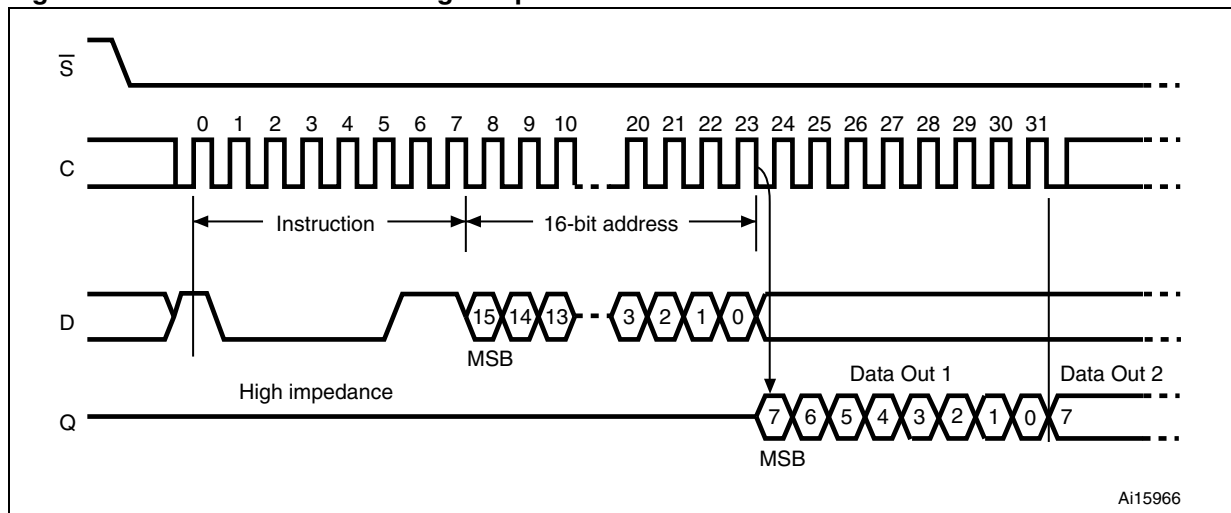 S
0 1 2 3 4 5 6 7 8 9 10 20 21 22 23 24 25 26 27 28 29 30 31
C
Instruction 16-bit address
D
15 14 13 3 2 1 0
MSB
High impedance
Data Out 1 Data Out 2
Q
7 6 5 4 3 2 1 0 7
MSB
Ai15966